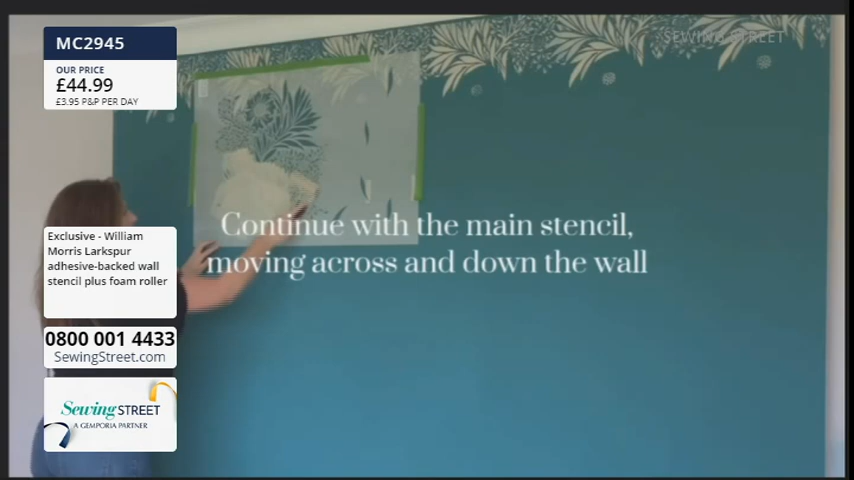 MC2945
OUR PRICE
£44.99
£3.95 P&P PER DAY
SEWING STREET
Continue with the main stencil,
moving across and down the wall
Exclusive - William
Morris Larkspur
adhesive-backed wall
stencil plus foam roller
0800 001 4433
SewingStreet.com
Sewing STREET
A GEMPORIA PARTNER